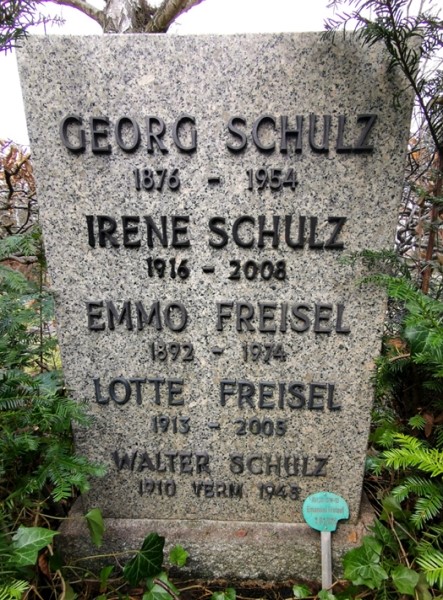 GEORG SCHULZ
1876 - 1954
IRENE SCHULZ
1916 - 2008
EMMO FREISEL
1892 - 1974
LOTTE FREISEL
1913 - 2005
WALTER SCHULZ
1910 VERM 1945